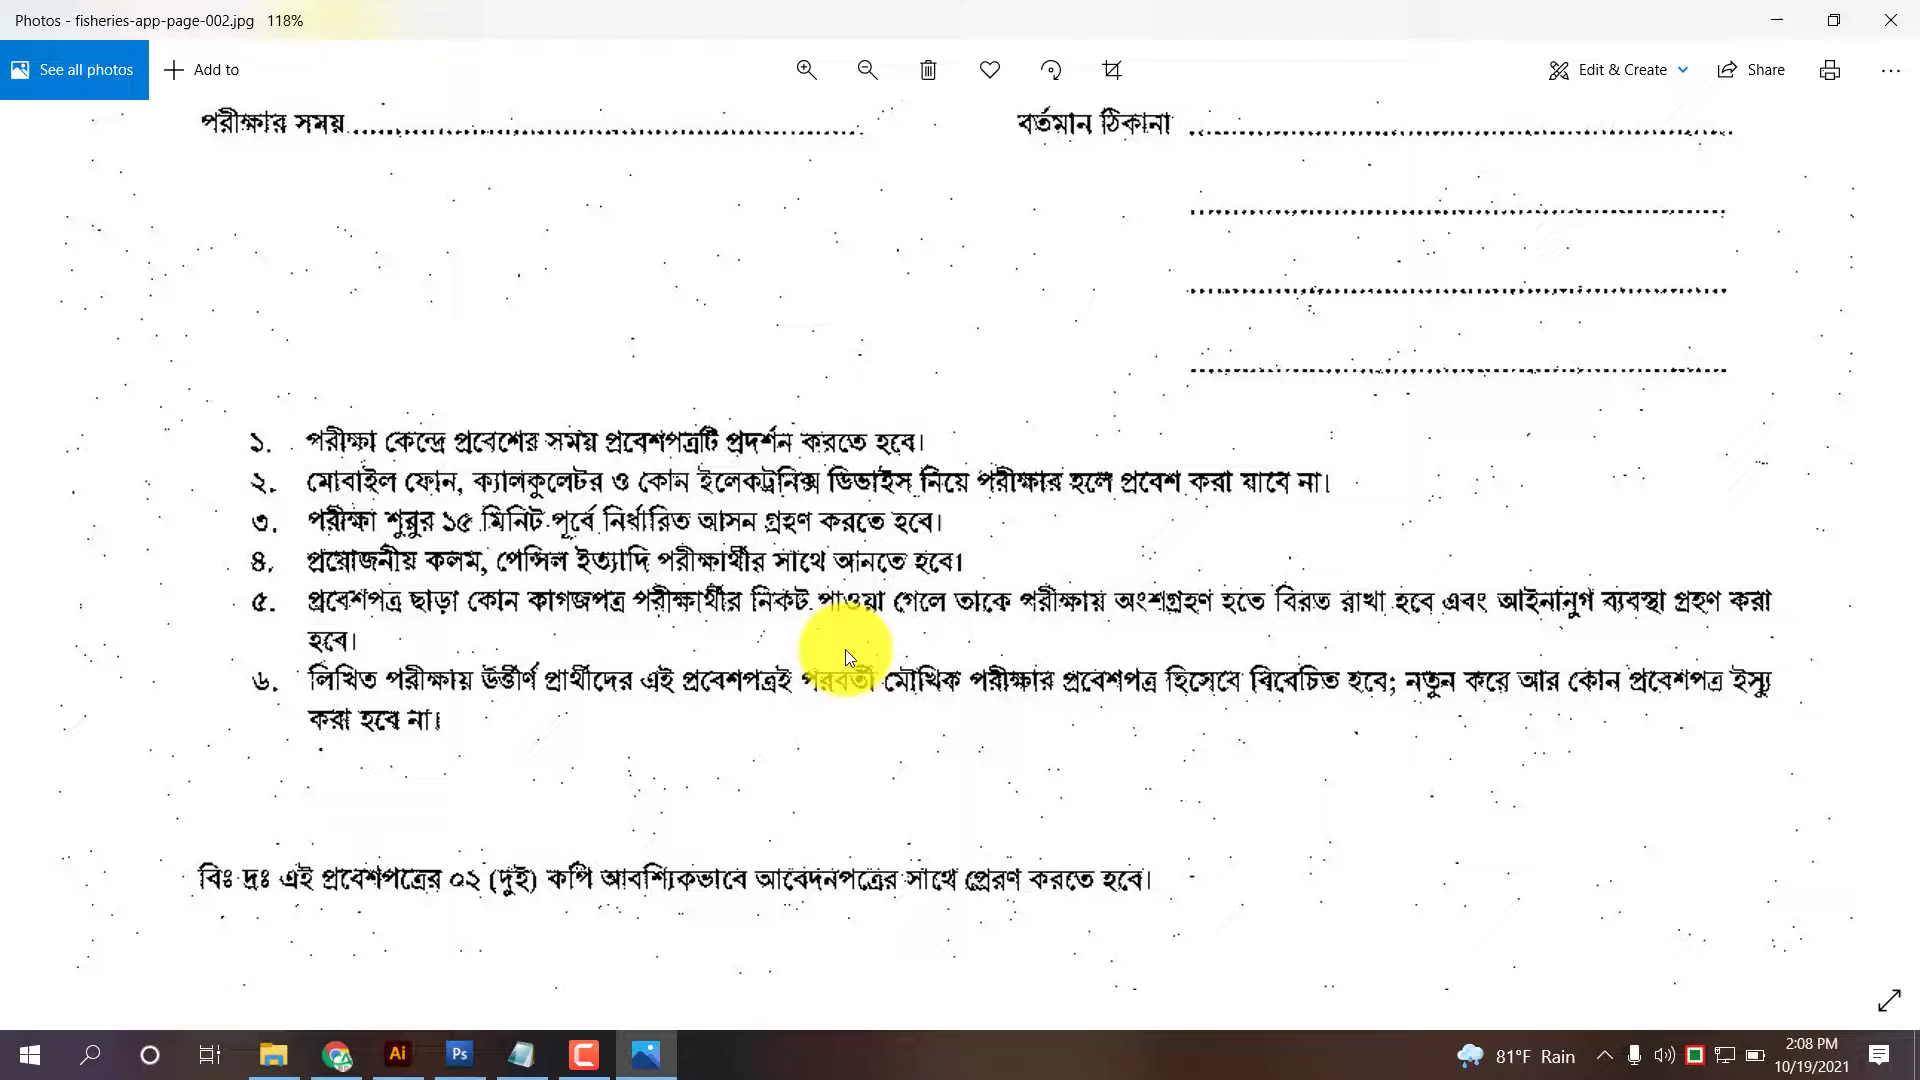 Photos - fisheries-app-page-002.jpg 118%
See all photos
Add to
Edit & Create
Share
পরীক্ষার সময়
বর্তমান ঠিকানা
১. পরীক্ষা কেন্দ্রে প্রবেশের সময় প্রবেশপত্রটি প্রদর্শন করতে হবে।
২. মোবাইল ফোন, ক্যালকুলেটর ও কোন ইলেকট্রনিক্স ডিভাইস নিয়ে পরীক্ষার হলে প্রবেশ করা যাবে না।
৩. পরীক্ষা শুরুর ১৫ মিনিট পূর্বে নির্ধারিত আসন গ্রহণ করতে হবে।
৪. প্রয়োজনীয় কলম, পেন্সিল ইত্যাদি পরীক্ষার্থীর সাথে আনতে হবে।
৫. প্রবেশপত্র ছাড়া কোন কাগজপত্র পরীক্ষার্থীর নিকট পাওয়া গেলে তাকে পরীক্ষায় অংশগ্রহণ হতে বিরত রাখা হবে এবং আইনানুগ ব্যবস্থা গ্রহণ করা
হবে।
৬. লিখিত পরীক্ষায় উর্ত্তীর্ণ প্রার্থীদের এই প্রবেশপত্রই পরবর্তী মৌখিক পরীক্ষার প্রবেশপত্র হিসেবে বিবেচিত হবে; নতুন করে আর কোন প্রবেশপত্র ইস্যু
করা হবে না।
বিঃ দ্রঃ এই প্রবেশপত্রের ০২ (দুই) কপি আবশ্যিকভাবে আবেদনপত্রের সাথে প্রেরণ করতে হবে।
Ai
Ps
81°F Rain
2:08 PM
10/19/2021